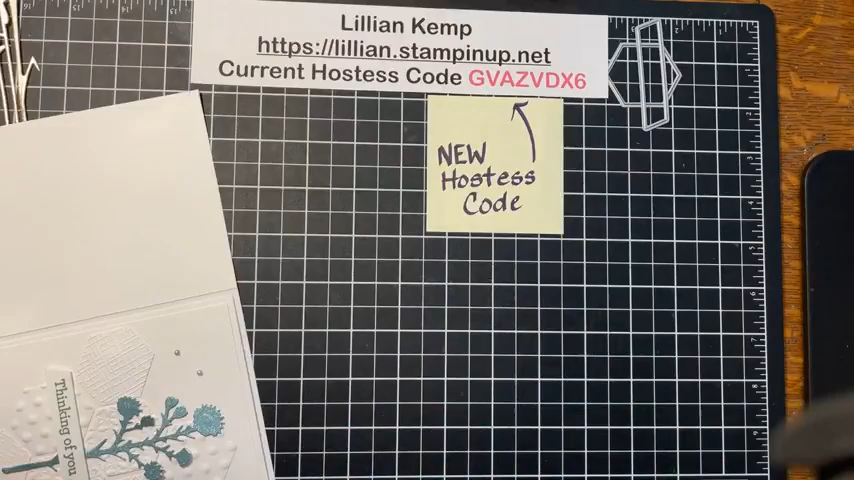 Lillian Kemp
https://lillian.stampinup.net
Current Hostess Code GVAZVDX6
NEW
Hostess
Code
Thinking of you